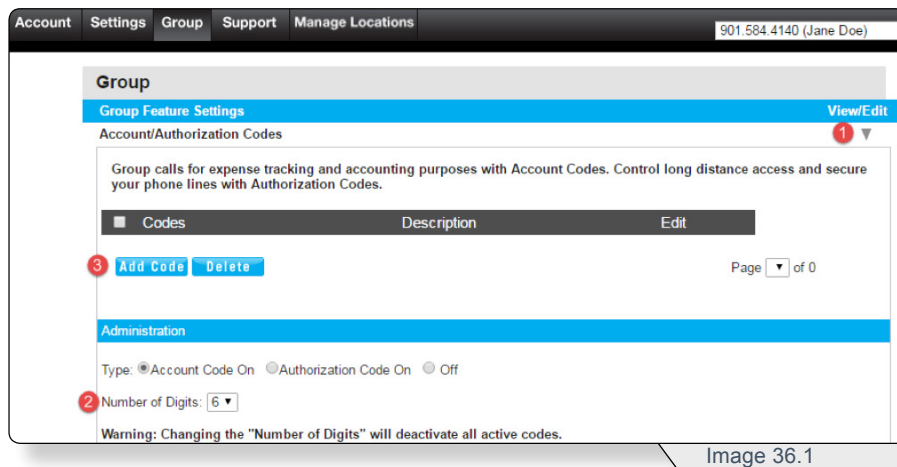 Account Settings Group Support Manage Locations
901.584.4140 (Jane Doe)
Group
Group Feature Settings View/Edit
Account/Authorization Codes 1
Group calls for expense tracking and accounting purposes with Account Codes. Control long distance access and secure
your phone lines with Authorization Codes.
Codes Description Edit
3 Add Code Delete Page of 0
Administration
Type: Account Code On Authorization Code On Off
2 Number of Digits: 6
Warning: Changing the "Number of Digits" will deactivate all active codes.
Image 36.1